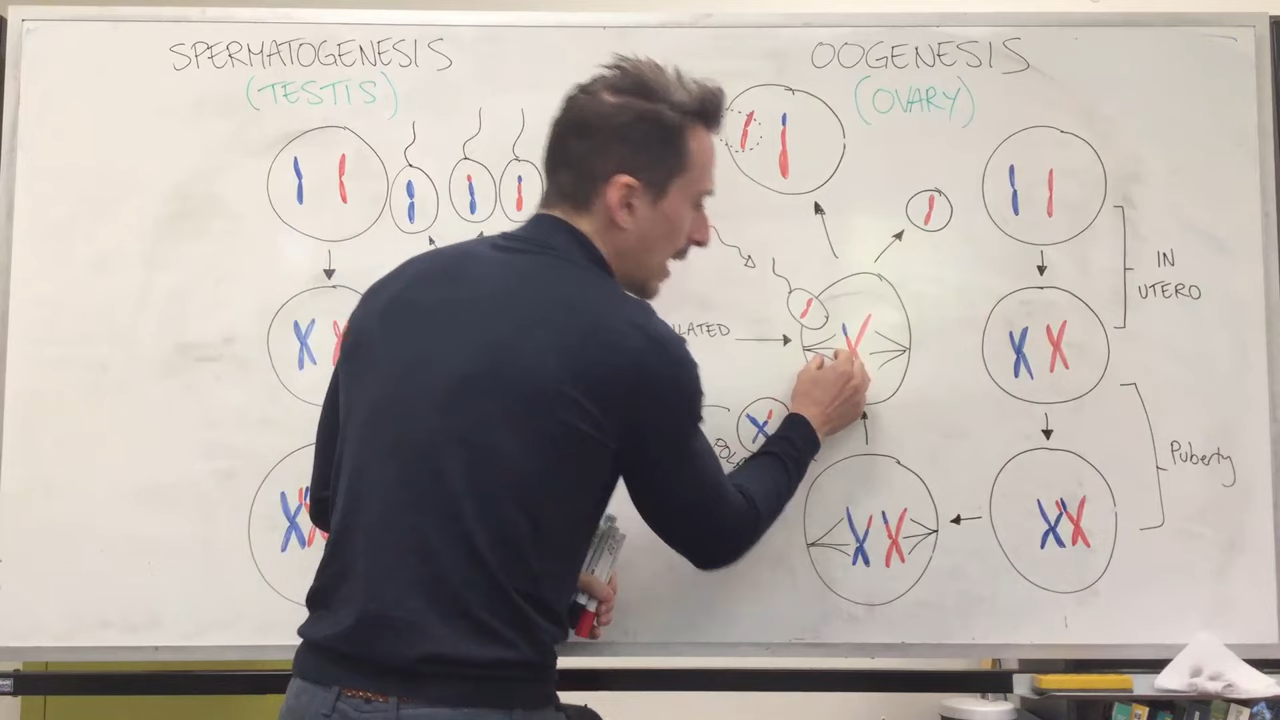 SPERMATOGENESIS
(TESTIS)
OOGENESIS
(OVARY)
IN
UTERO
Puberty